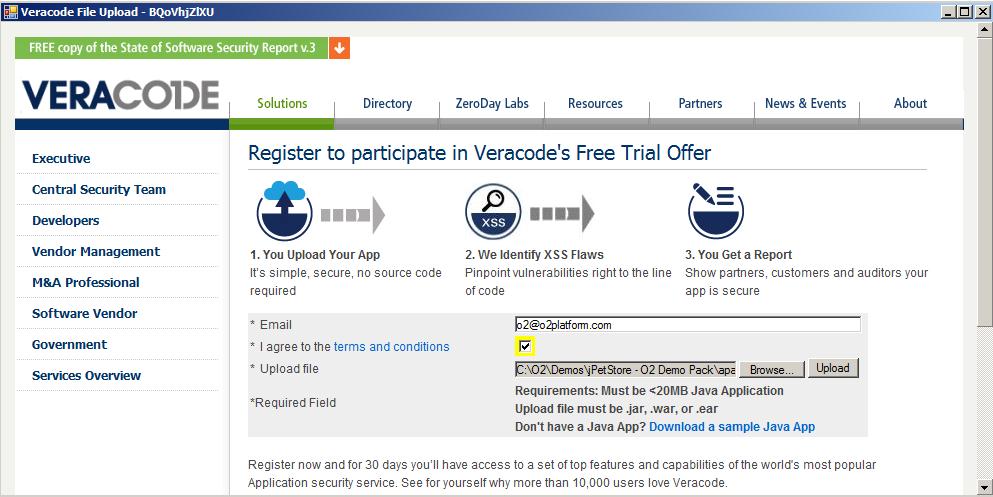 Veracode File Upload - BQoVhjZlXU
FREE copy of the State of Software Security Report v.3
VERACODE
Solutions Directory ZeroDay Labs Resources Partners News & Events About
Executive
Central Security Team
Developers
Vendor Management
M&A Professional
Software Vendor
Government
Services Overview
Register to participate in Veracode's Free Trial Offer
XSS
1. You Upload Your App
It's simple, secure, no source code
required
2. We Identify XSS Flaws
Pinpoint vulnerabilities right to the line
of code
3. You Get a Report
Show partners, customers and auditors your
app is secure
* Email o2@o2platform.com
* I agree to the terms and conditions
* Upload file C:\O2\Demos\jPetStore - O2 Demo Pack\apa Browse... Upload
Requirements: Must be <20MB Java Application
*Required Field
Upload file must be .jar, .war, or .ear
Don't have a Java App? Download a sample Java App
Register now and for 30 days you'll have access to a set of top features and capabilities of the world's most popular
Application security service. See for yourself why more than 10,000 users love Veracode.